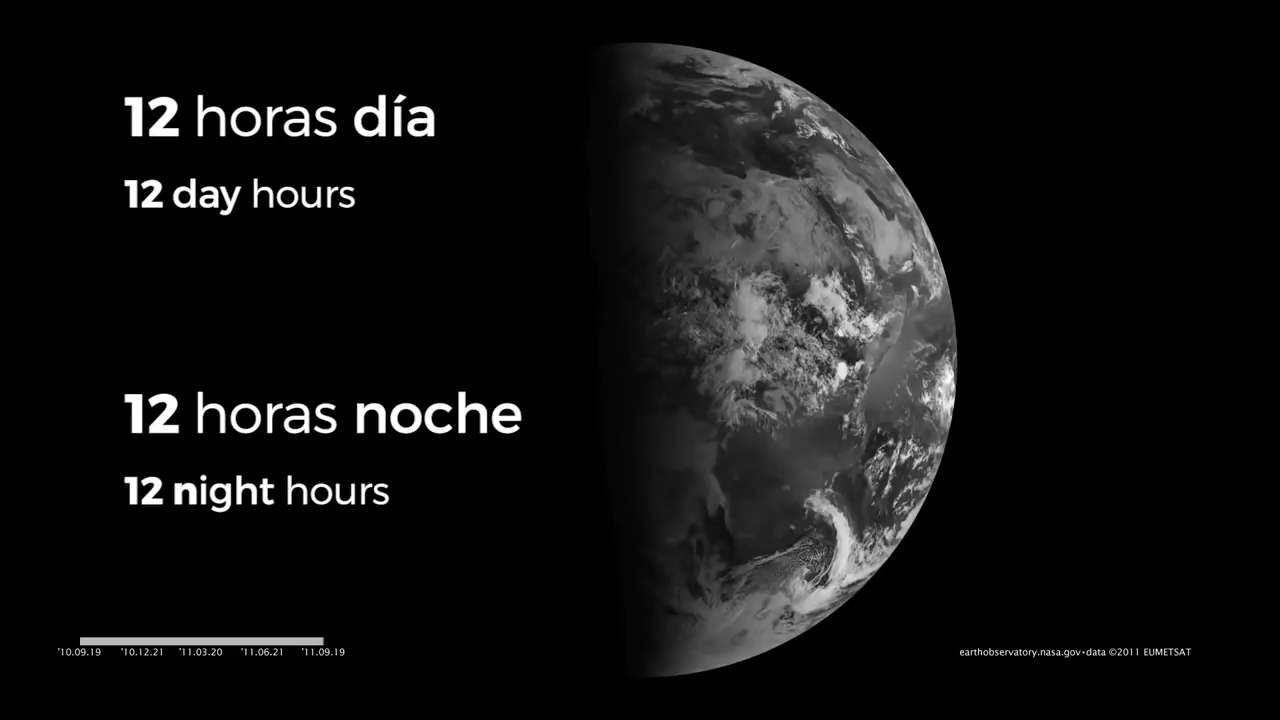 12 horas día
12 day hours
12 horas noche
12 night hours
'10.09.19 '10.12.21 '11.03.20 '11.06.21 '11.09.19
earthobservatory.nasa.gov•data ©2011 EUMETSAT